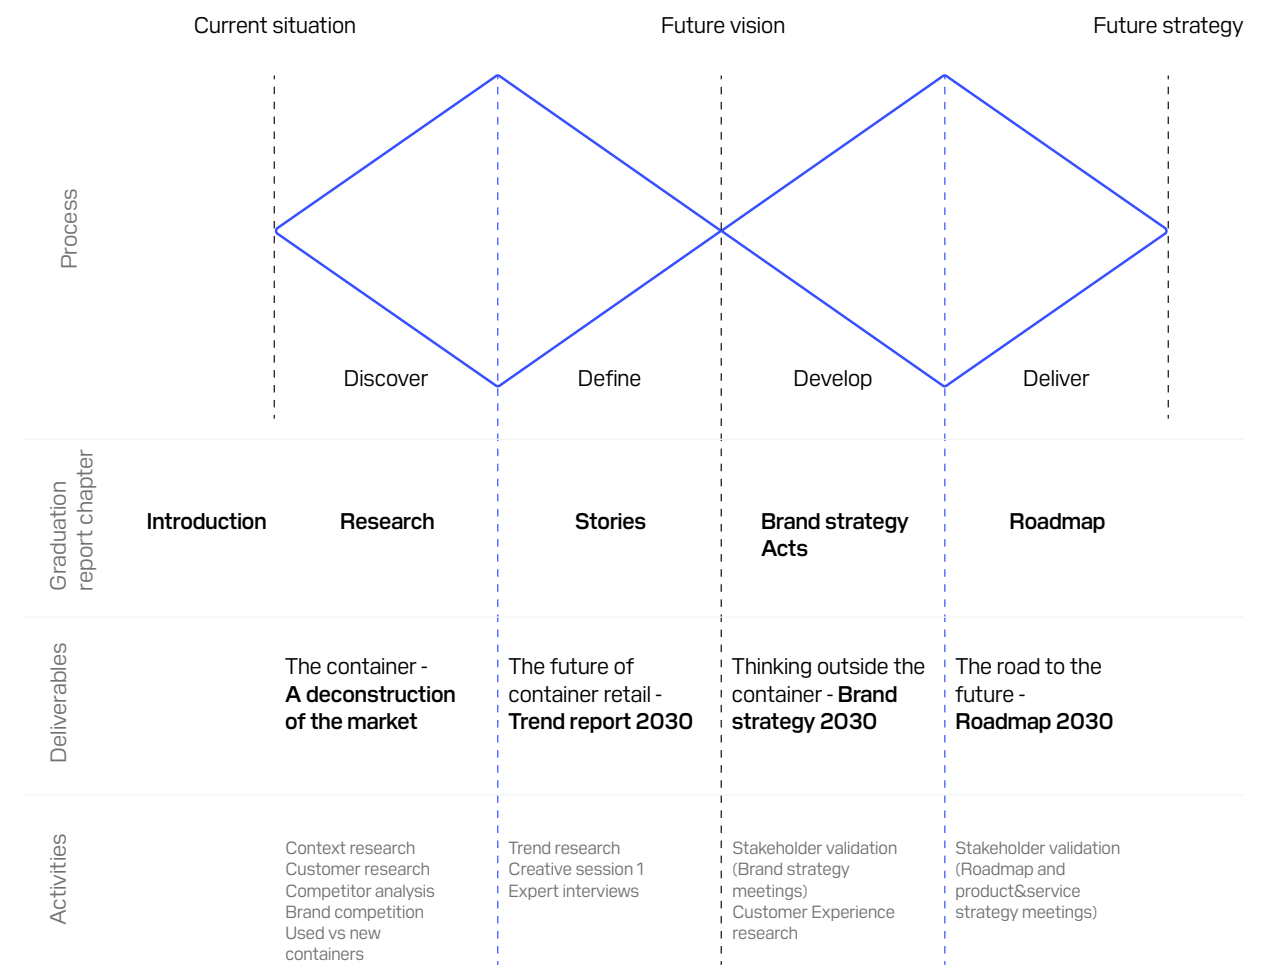 Current situation
Future vision
Future strategy
Process
Discover
Define
Develop
Deliver
Graduation
report chapter
Introduction
Research
Stories
Brand strategy
Acts
Roadmap
Deliverables
The container -
A deconstruction
of the market
The future of
container retail -
Trend report 2030
Thinking outside the
container - Brand
strategy 2030
The road to the
future -
Roadmap 2030
Activities
Context research
Customer research
Competitor analysis
Brand competition
Used vs new
containers
Trend research
Creative session 1
Expert interviews
Stakeholder validation
(Brand strategy
meetings)
Customer Experience
research
Stakeholder validation
(Roadmap and
product&service
strategy meetings)